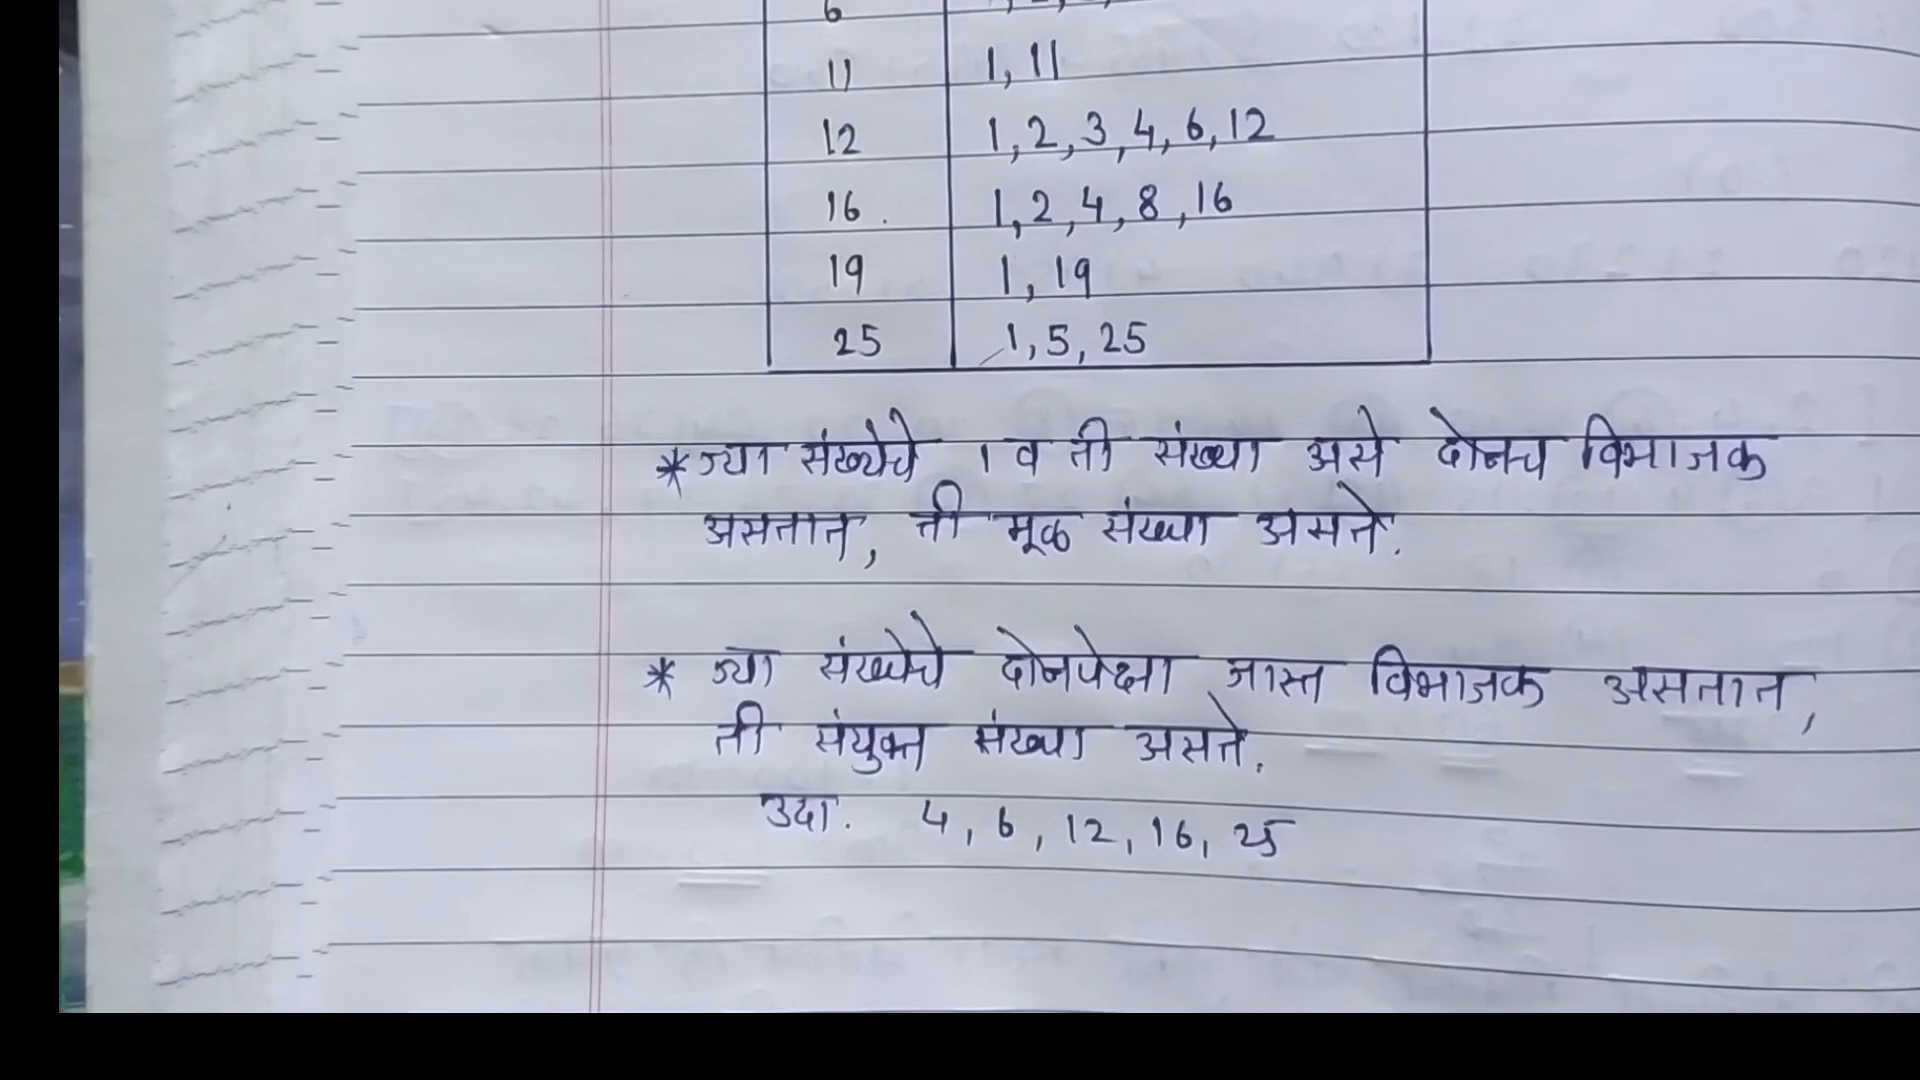 6
11 1, 11
12 1, 2, 3, 4, 6, 12
16. 1, 2, 4, 8, 16
19 1, 19
25 1, 5, 25
* ज्या संख्येचे 1 व ती संख्या असे दोनच विभाजक
असतात, ती मूळ संख्या असते.
* ज्या संख्येचे दोनपेक्षा जास्त विभाजक असतात,
ती संयुक्त संख्या असते.
उदा. 4, 6, 12, 16, 25